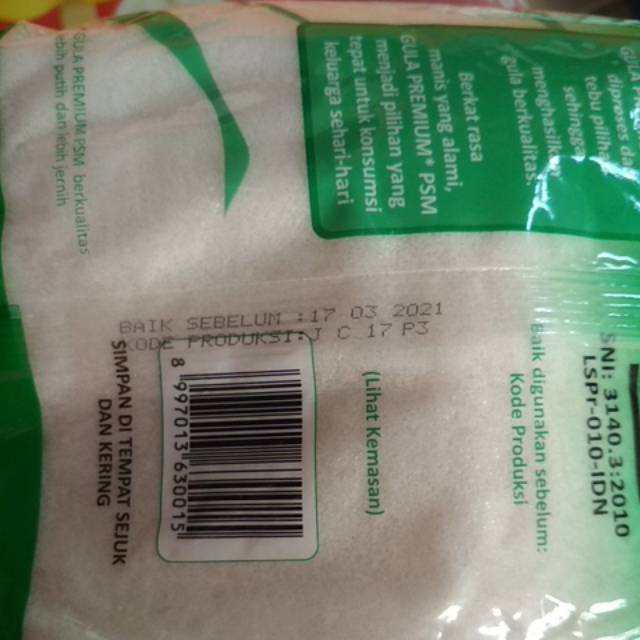 BAIK SEBELUM :17 03 2021
KODE PRODUKSI:J C 17 P3
GULA PREMIUM PSM berkualitas
lebih putih dan lebih jernih
Berkat rasa
manis yang alami,
GULA PREMIUM* PSM
menjadi pilihan yang
tepat untuk konsumsi
keluarga sehari-hari
tebu pilih
sehingga
menghasilkan
gula berkualitas
SIMPAN DI TEMPAT SEJUK
DAN KERING
8 997013 630015
(Lihat Kemasan)
Baik digunakan sebelum:
Kode Produksi
SNI: 3140.3:2010
LSPr-010-IDN